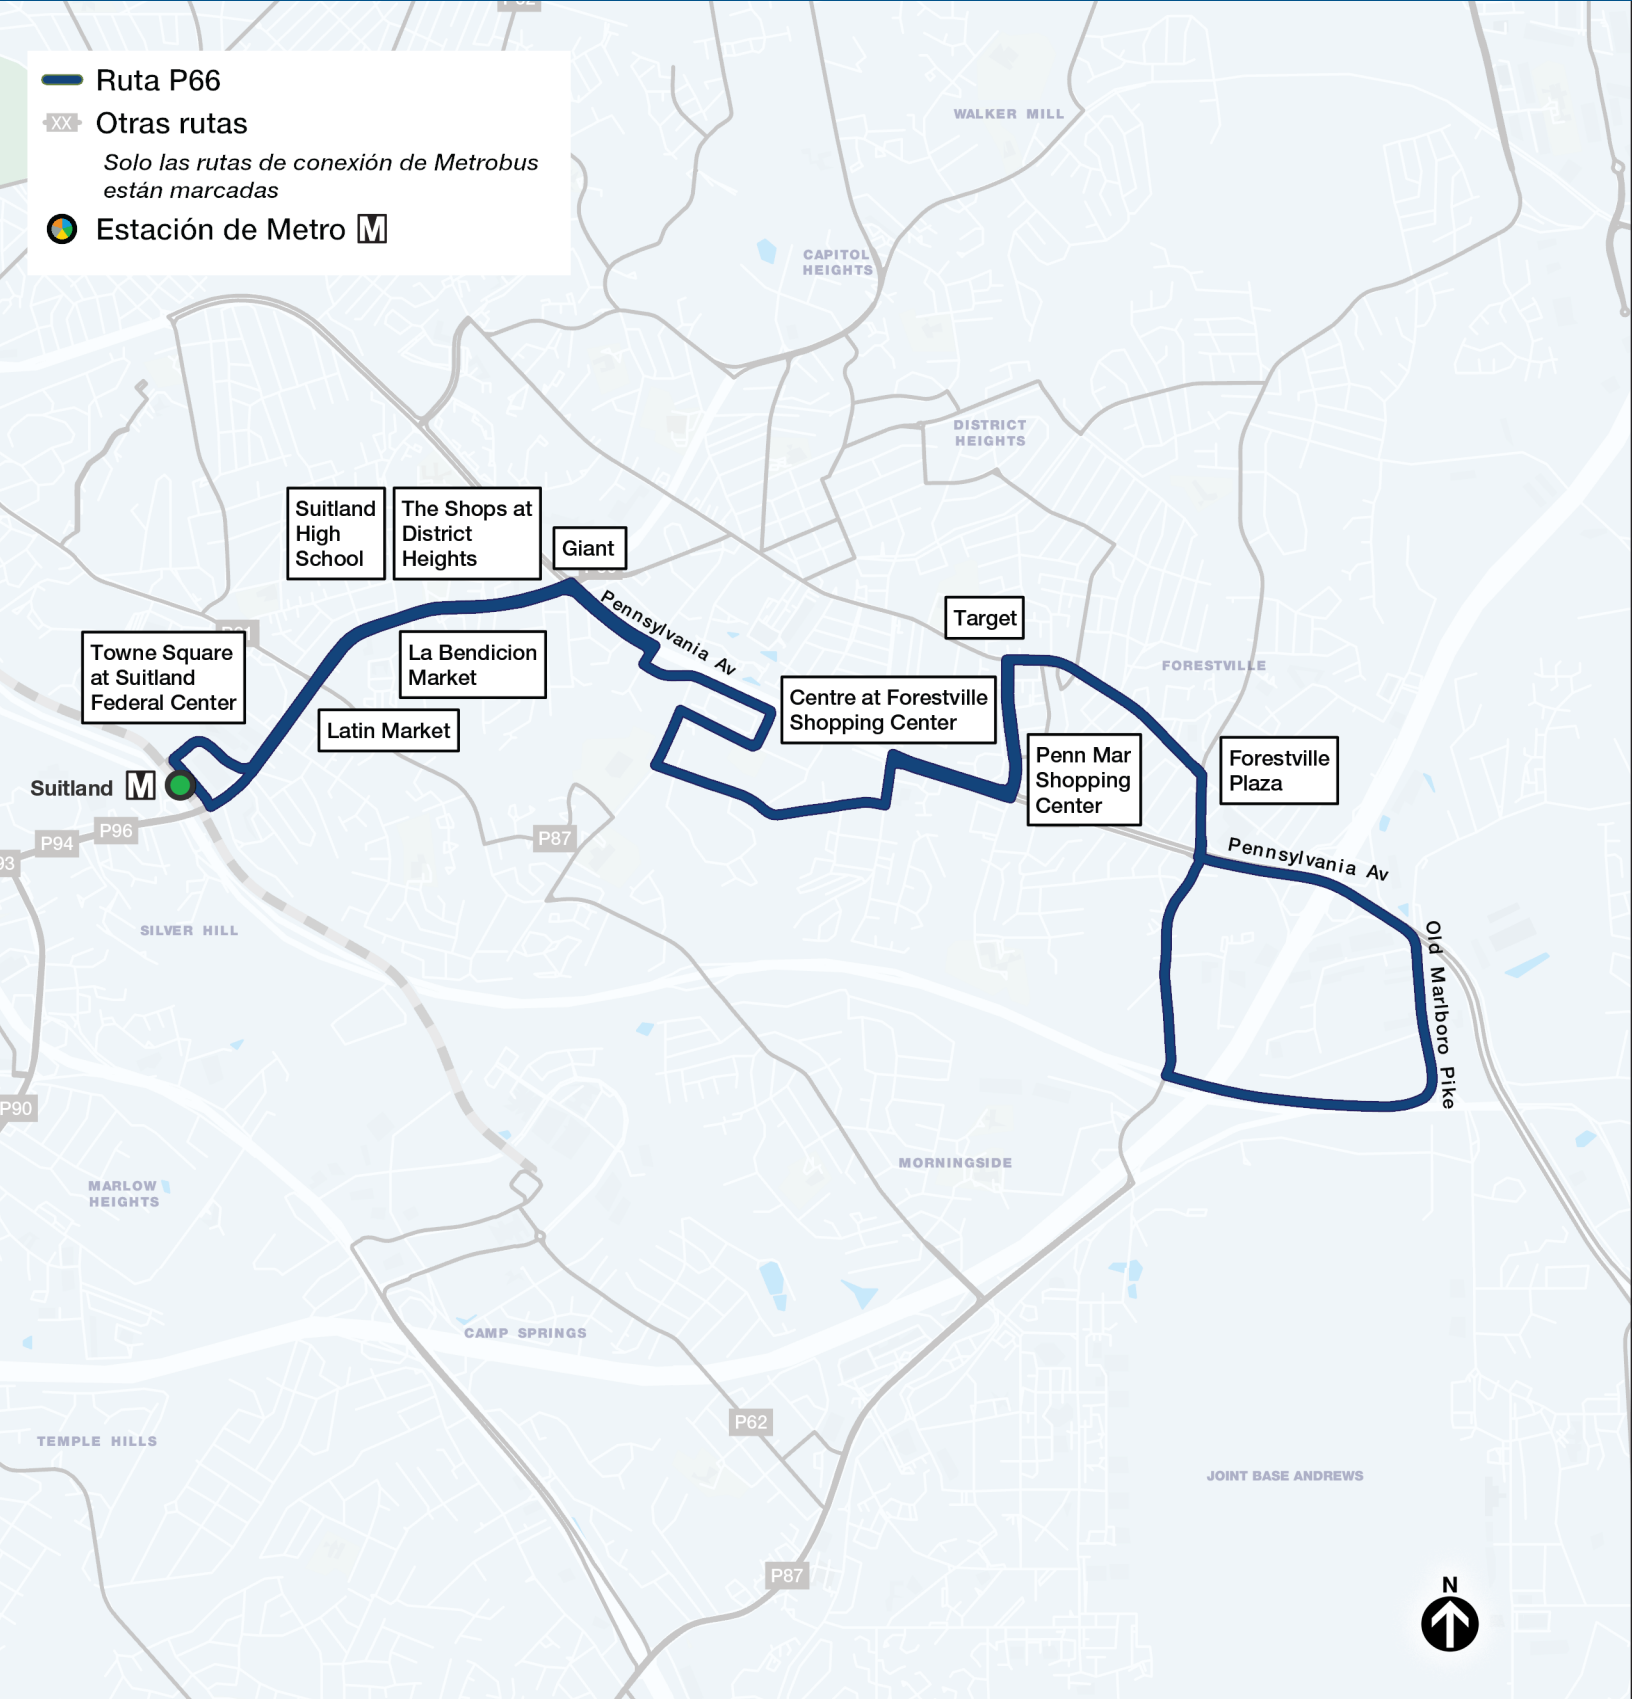 Ruta P66
XX
Otras rutas
Solo las rutas de conexión de Metrobus
están marcadas
Estación de Metro M
WALKER MILL
CAPITOL
HEIGHTS
DISTRICT
HEIGHTS
Suitland
High
School
The Shops at
District
Heights
Giant
Pennsylvania Av
Target
Towne Square
at Suitland
Federal Center
La Bendicion
Market
Latin Market
FORESTVILLE
Centre at Forestville
Shopping Center
Penn Mar
Shopping
Center
Forestville
Plaza
Suitland M
P96
P94
93
P87
Pennsylvania Av
Old Marlboro Pike
SILVER HILL
P90
MORNINGSIDE
MARLOW
HEIGHTS
CAMP SPRINGS
P62
TEMPLE HILLS
JOINT BASE ANDREWS
P87
N